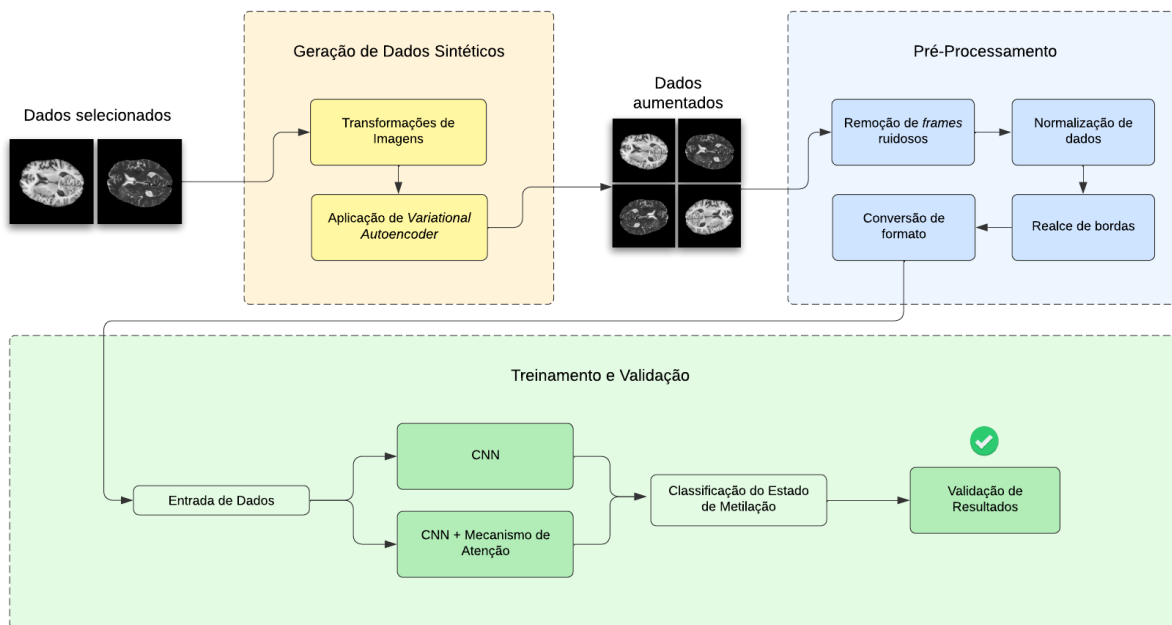 Geração de Dados Sintéticos
Pré-Processamento
Dados selecionados
Dados
aumentados
Transformações de
Imagens
Aplicação de Variational
Autoencoder
Remoção de frames
ruidosos
Normalização de
dados
Conversão de
formato
Realce de bordas
Treinamento e Validação
Entrada de Dados
CNN
CNN + Mecanismo de
Atenção
Classificação do Estado
de Metilação
Validação de
Resultados